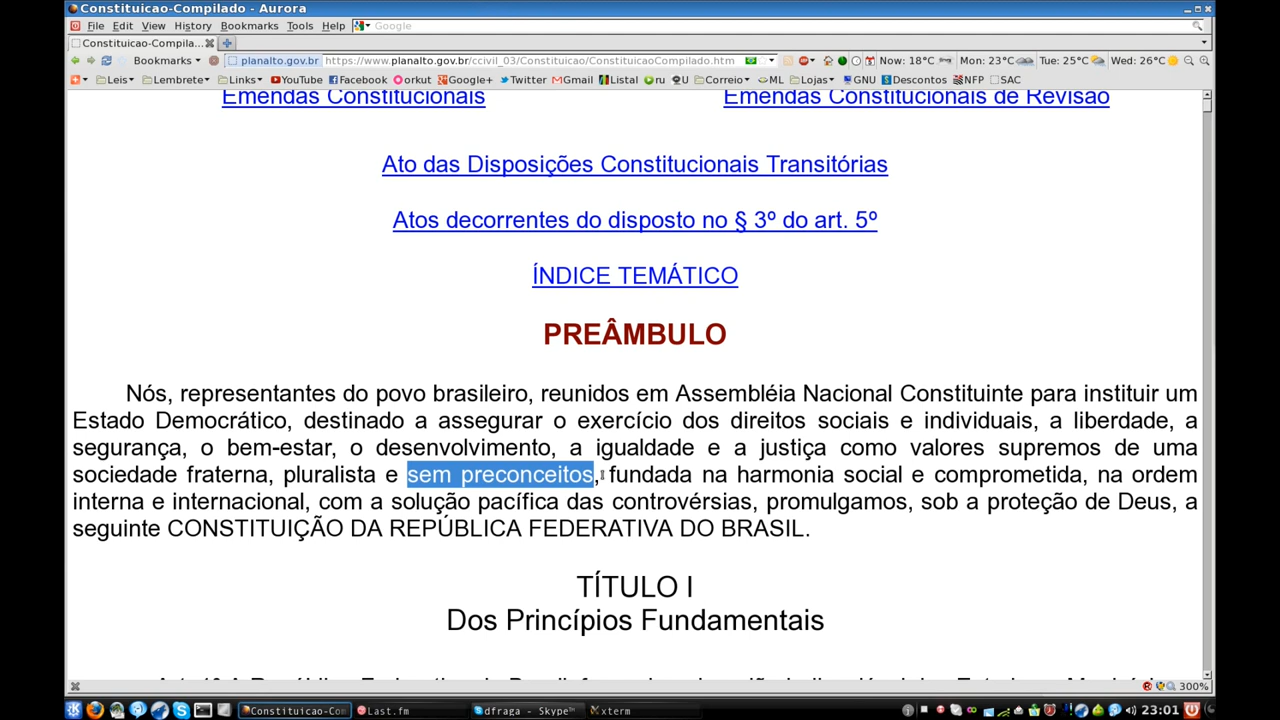 Constituicao-Compilado - Aurora
File Edit View History Bookmarks Tools Help Google
Constituicao-Compila...
Bookmarks planalto.gov.br https://www.planalto.gov.br/ccivil_03/Constituicao/ConstituicaoCompilado.htm Now: 18°C Mon: 23°C Tue: 25°C Wed: 26°C
Leis Lembrete Links YouTube Facebook orkut Google+ Twitter Gmail Listal ru U Correio ML Lojas GNU Descontos NFP SAC
Emendas Constitucionais Emendas Constitucionais de Revisão
Ato das Disposições Constitucionais Transitórias
Atos decorrentes do disposto no § 3º do art. 5º
ÍNDICE TEMÁTICO
PREÂMBULO
Nós, representantes do povo brasileiro, reunidos em Assembléia Nacional Constituinte para instituir um
Estado Democrático, destinado a assegurar o exercício dos direitos sociais e individuais, a liberdade, a
segurança, o bem-estar, o desenvolvimento, a igualdade e a justiça como valores supremos de uma
sociedade fraterna, pluralista e sem preconceitos, fundada na harmonia social e comprometida, na ordem
interna e internacional, com a solução pacífica das controvérsias, promulgamos, sob a proteção de Deus, a
seguinte CONSTITUIÇÃO DA REPÚBLICA FEDERATIVA DO BRASIL.
TÍTULO I
Dos Princípios Fundamentais
300%
Constituicao-Com Last.fm dfraga - Skype™ xterm 23:01